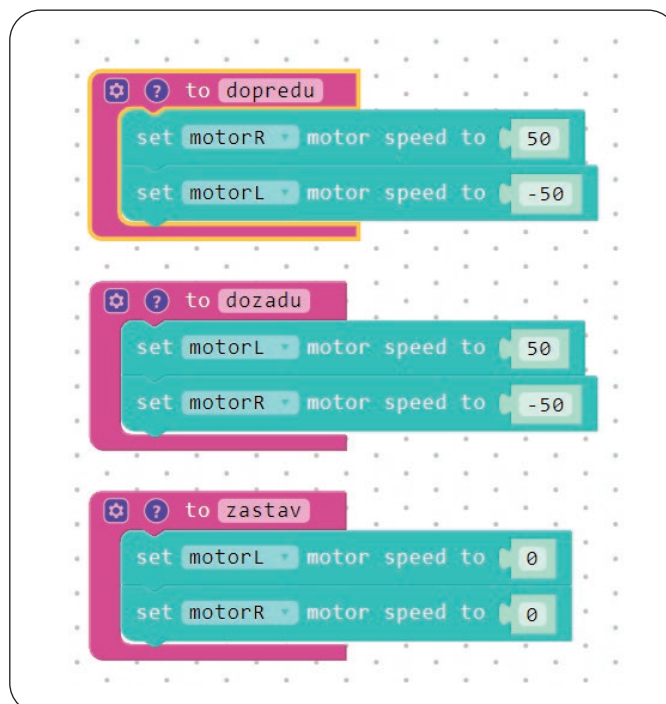 ? to dopredu
set motorR motor speed to 50
set motorL motor speed to -50
? to dozadu
set motorL motor speed to 50
set motorR motor speed to -50
? to zastav
set motorL motor speed to 0
set motorR motor speed to 0